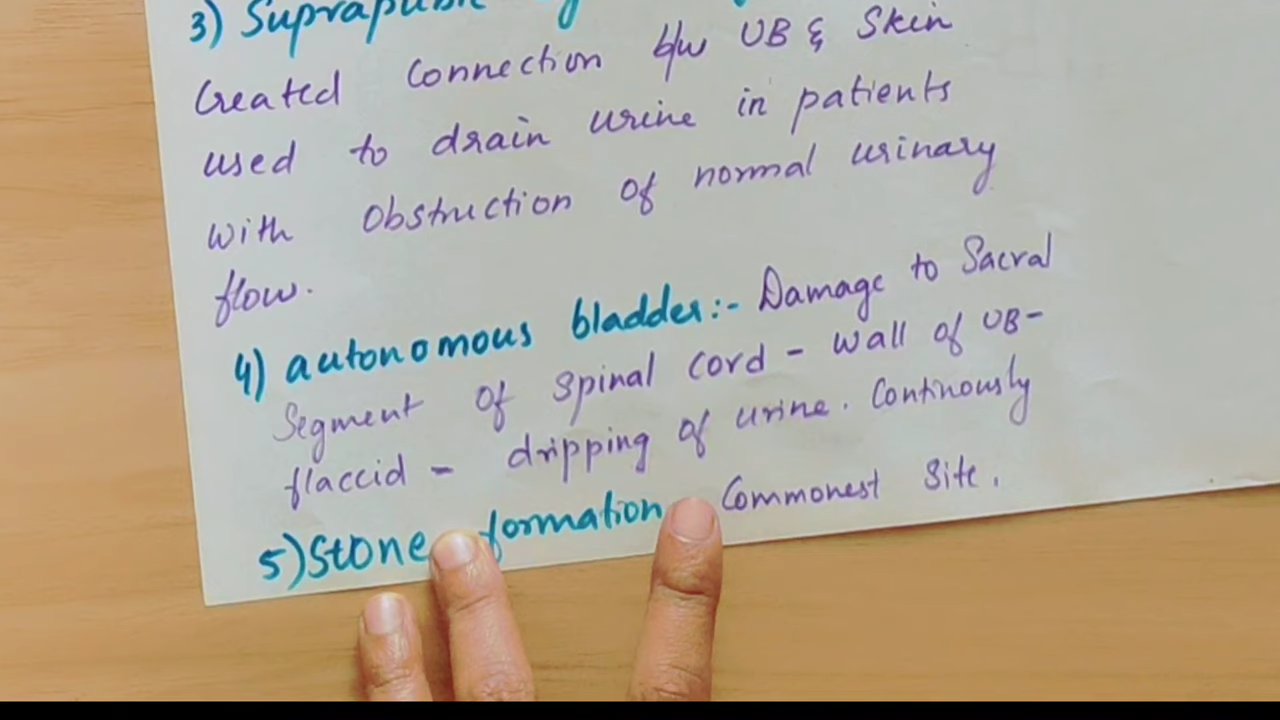 3) Suprapubic
Created connection b/w UB & Skin
used to drain urine in patients
with obstruction of normal urinary
flow.
4) autonomous bladder:- Damage to Sacral
Segment of spinal cord - wall of UB-
flaccid - dripping of urine. Continously
5) Stone formation Commonest site.